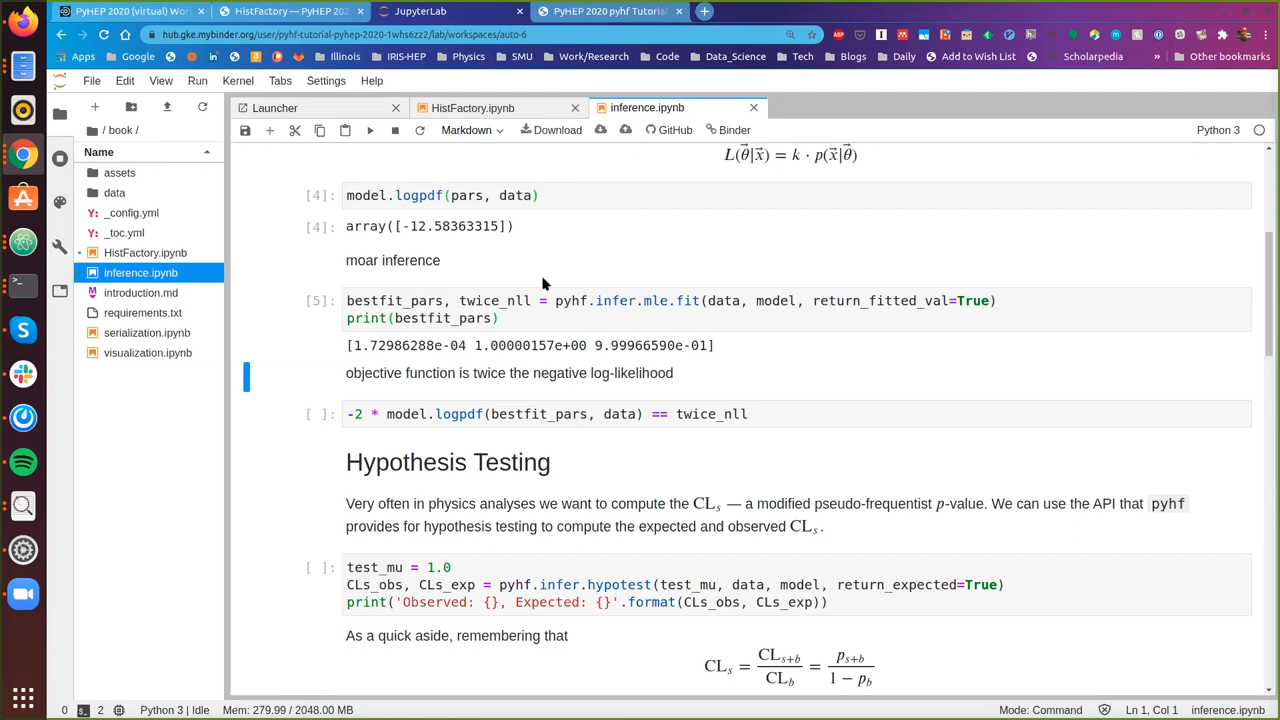 PyHEP 2020 (virtual) Wor
HistFactory — PyHEP 202
JupyterLab
PyHEP 2020 pyhf Tutorial
hub.gke.mybinder.org/user/pyhf-tutorial-pyhep-2020-1whs6zz2/lab/workspaces/auto-6
Apps
Google
Illinois
IRIS-HEP
Physics
SMU
Work/Research
Code
Data_Science
Tech
Blogs
Daily
Add to Wish List
Scholarpedia
»
Other bookmarks
File
Edit
View
Run
Kernel
Tabs
Settings
Help
Launcher
HistFactory.ipynb
inference.ipynb
Markdown
Download
GitHub
Binder
Python 3
/ book /
Name
assets
data
_config.yml
_toc.yml
HistFactory.ipynb
inference.ipynb
introduction.md
requirements.txt
serialization.ipynb
visualization.ipynb
L(θ⃗|x⃗) = k · p(x⃗|θ⃗)
[4]: model.logpdf(pars, data)
[4]: array([-12.58363315])
moar inference
[5]: bestfit_pars, twice_nll = pyhf.infer.mle.fit(data, model, return_fitted_val=True)
print(bestfit_pars)
[1.72986288e-04 1.00000157e+00 9.99966590e-01]
objective function is twice the negative log-likelihood
[ ]: -2 * model.logpdf(bestfit_pars, data) == twice_nll
Hypothesis Testing
Very often in physics analyses we want to compute the CLₛ — a modified pseudo-frequentist p-value. We can use the API that pyhf
provides for hypothesis testing to compute the expected and observed CLₛ.
[ ]: test_mu = 1.0
CLs_obs, CLs_exp = pyhf.infer.hypotest(test_mu, data, model, return_expected=True)
print('Observed: {}, Expected: {}'.format(CLs_obs, CLs_exp))
As a quick aside, remembering that
CLₛ = CLₛ₊b / CLb = pₛ₊b / 1 − pb
0
2
Python 3 | Idle
Mem: 279.99 / 2048.00 MB
Mode: Command
Ln 1, Col 1
inference.ipynb